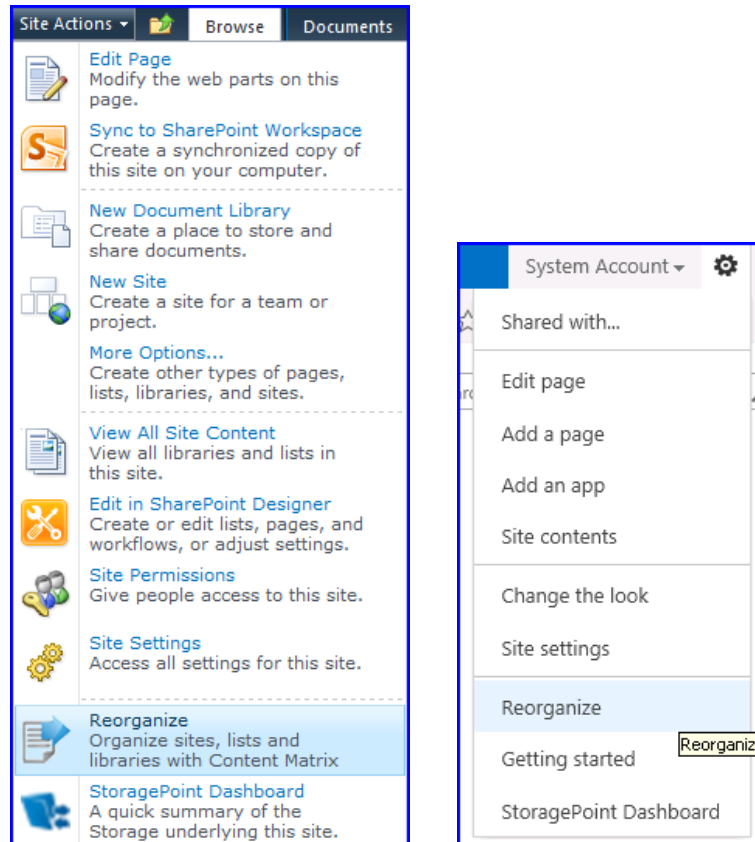 Site Actions Browse Documents
Edit Page
Modify the web parts on this
page.
Sync to SharePoint Workspace
Create a synchronized copy of
this site on your computer.
New Document Library
Create a place to store and
share documents.
New Site
Create a site for a team or
project.
More Options...
Create other types of pages,
lists, libraries, and sites.
View All Site Content
View all libraries and lists in
this site.
Edit in SharePoint Designer
Create or edit lists, pages, and
workflows, or adjust settings.
Site Permissions
Give people access to this site.
Site Settings
Access all settings for this site.
Reorganize
Organize sites, lists and
libraries with Content Matrix
StoragePoint Dashboard
A quick summary of the
Storage underlying this site.
System Account
Shared with...
Edit page
Add a page
Add an app
Site contents
Change the look
Site settings
Reorganize
Reorganiz
Getting started
StoragePoint Dashboard